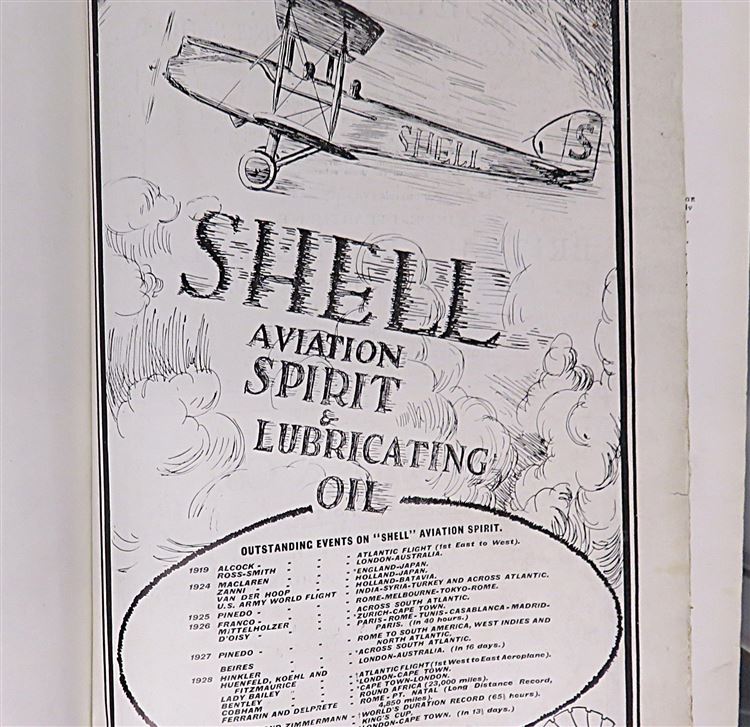 SHELL
S
SHELL
AVIATION
SPIRIT
&
LUBRICATING
OIL
OUTSTANDING EVENTS ON "SHELL" AVIATION SPIRIT.
1919 ALCOCK - - - - ATLANTIC FLIGHT (1st East to West).
ROSS-SMITH - - - LONDON-AUSTRALIA.
1924 MACLAREN - - - *ENGLAND-JAPAN.
ZANNI - - - - HOLLAND-JAPAN.
VAN DER HOOP - - - HOLLAND-BATAVIA.
U.S. ARMY WORLD FLIGHT - INDIA-SYRIA-TURKEY AND ACROSS ATLANTIC.
1925 PINEDO - - - - ROME-MELBOURNE-TOKYO-ROME.
1926 FRANCO - - - - ACROSS SOUTH ATLANTIC.
MITTELHOLZER - - - *ZURICH-CAPE TOWN.
D'OISY - - - - PARIS-ROME-TUNIS-CASABLANCA-MADRID-
PARIS. (In 40 hours.)
1927 PINEDO - - - - ROME TO SOUTH AMERICA, WEST INDIES AND
NORTH ATLANTIC.
BEIRES - - - - *ACROSS SOUTH ATLANTIC.
1928 HINKLER - - - LONDON-AUSTRALIA. (In 16 days.)
HUENFELD, KOEHL AND
FITZMAURICE - - - *ATLANTIC FLIGHT (1st West to East Aeroplane).
LADY BAILEY - - - *LONDON-CAPE TOWN.
BENTLEY - - - *CAPE TOWN-LONDON.
COBHAM - - - ROUND AFRICA (23,000 miles).
FERRARIN AND DELPRETE - ROME - PT. NATAL (Long Distance Record,
4,850 miles).
ZIMMERMANN - *WORLD'S DURATION RECORD (65½ hours).
*KING'S CUP.
LONDON-CAPE TOWN. (In 13½ days.)